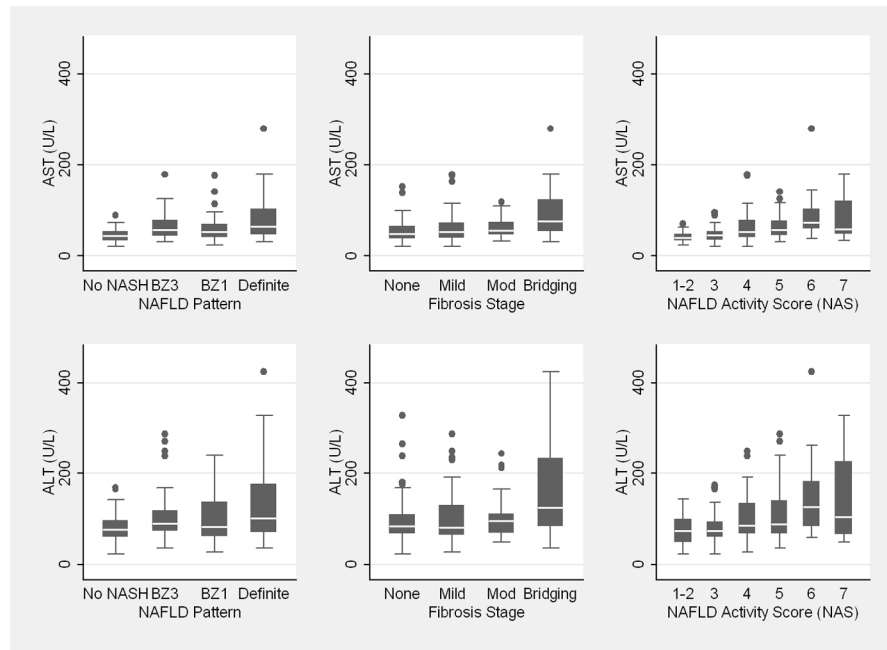 AST (U/L)
400
200
0
No NASH BZ3 BZ1 Definite
NAFLD Pattern
AST (U/L)
400
200
0
None Mild Mod Bridging
Fibrosis Stage
AST (U/L)
400
200
0
1-2 3 4 5 6 7
NAFLD Activity Score (NAS)
ALT (U/L)
400
200
0
No NASH BZ3 BZ1 Definite
NAFLD Pattern
ALT (U/L)
400
200
0
None Mild Mod Bridging
Fibrosis Stage
ALT (U/L)
400
200
0
1-2 3 4 5 6 7
NAFLD Activity Score (NAS)